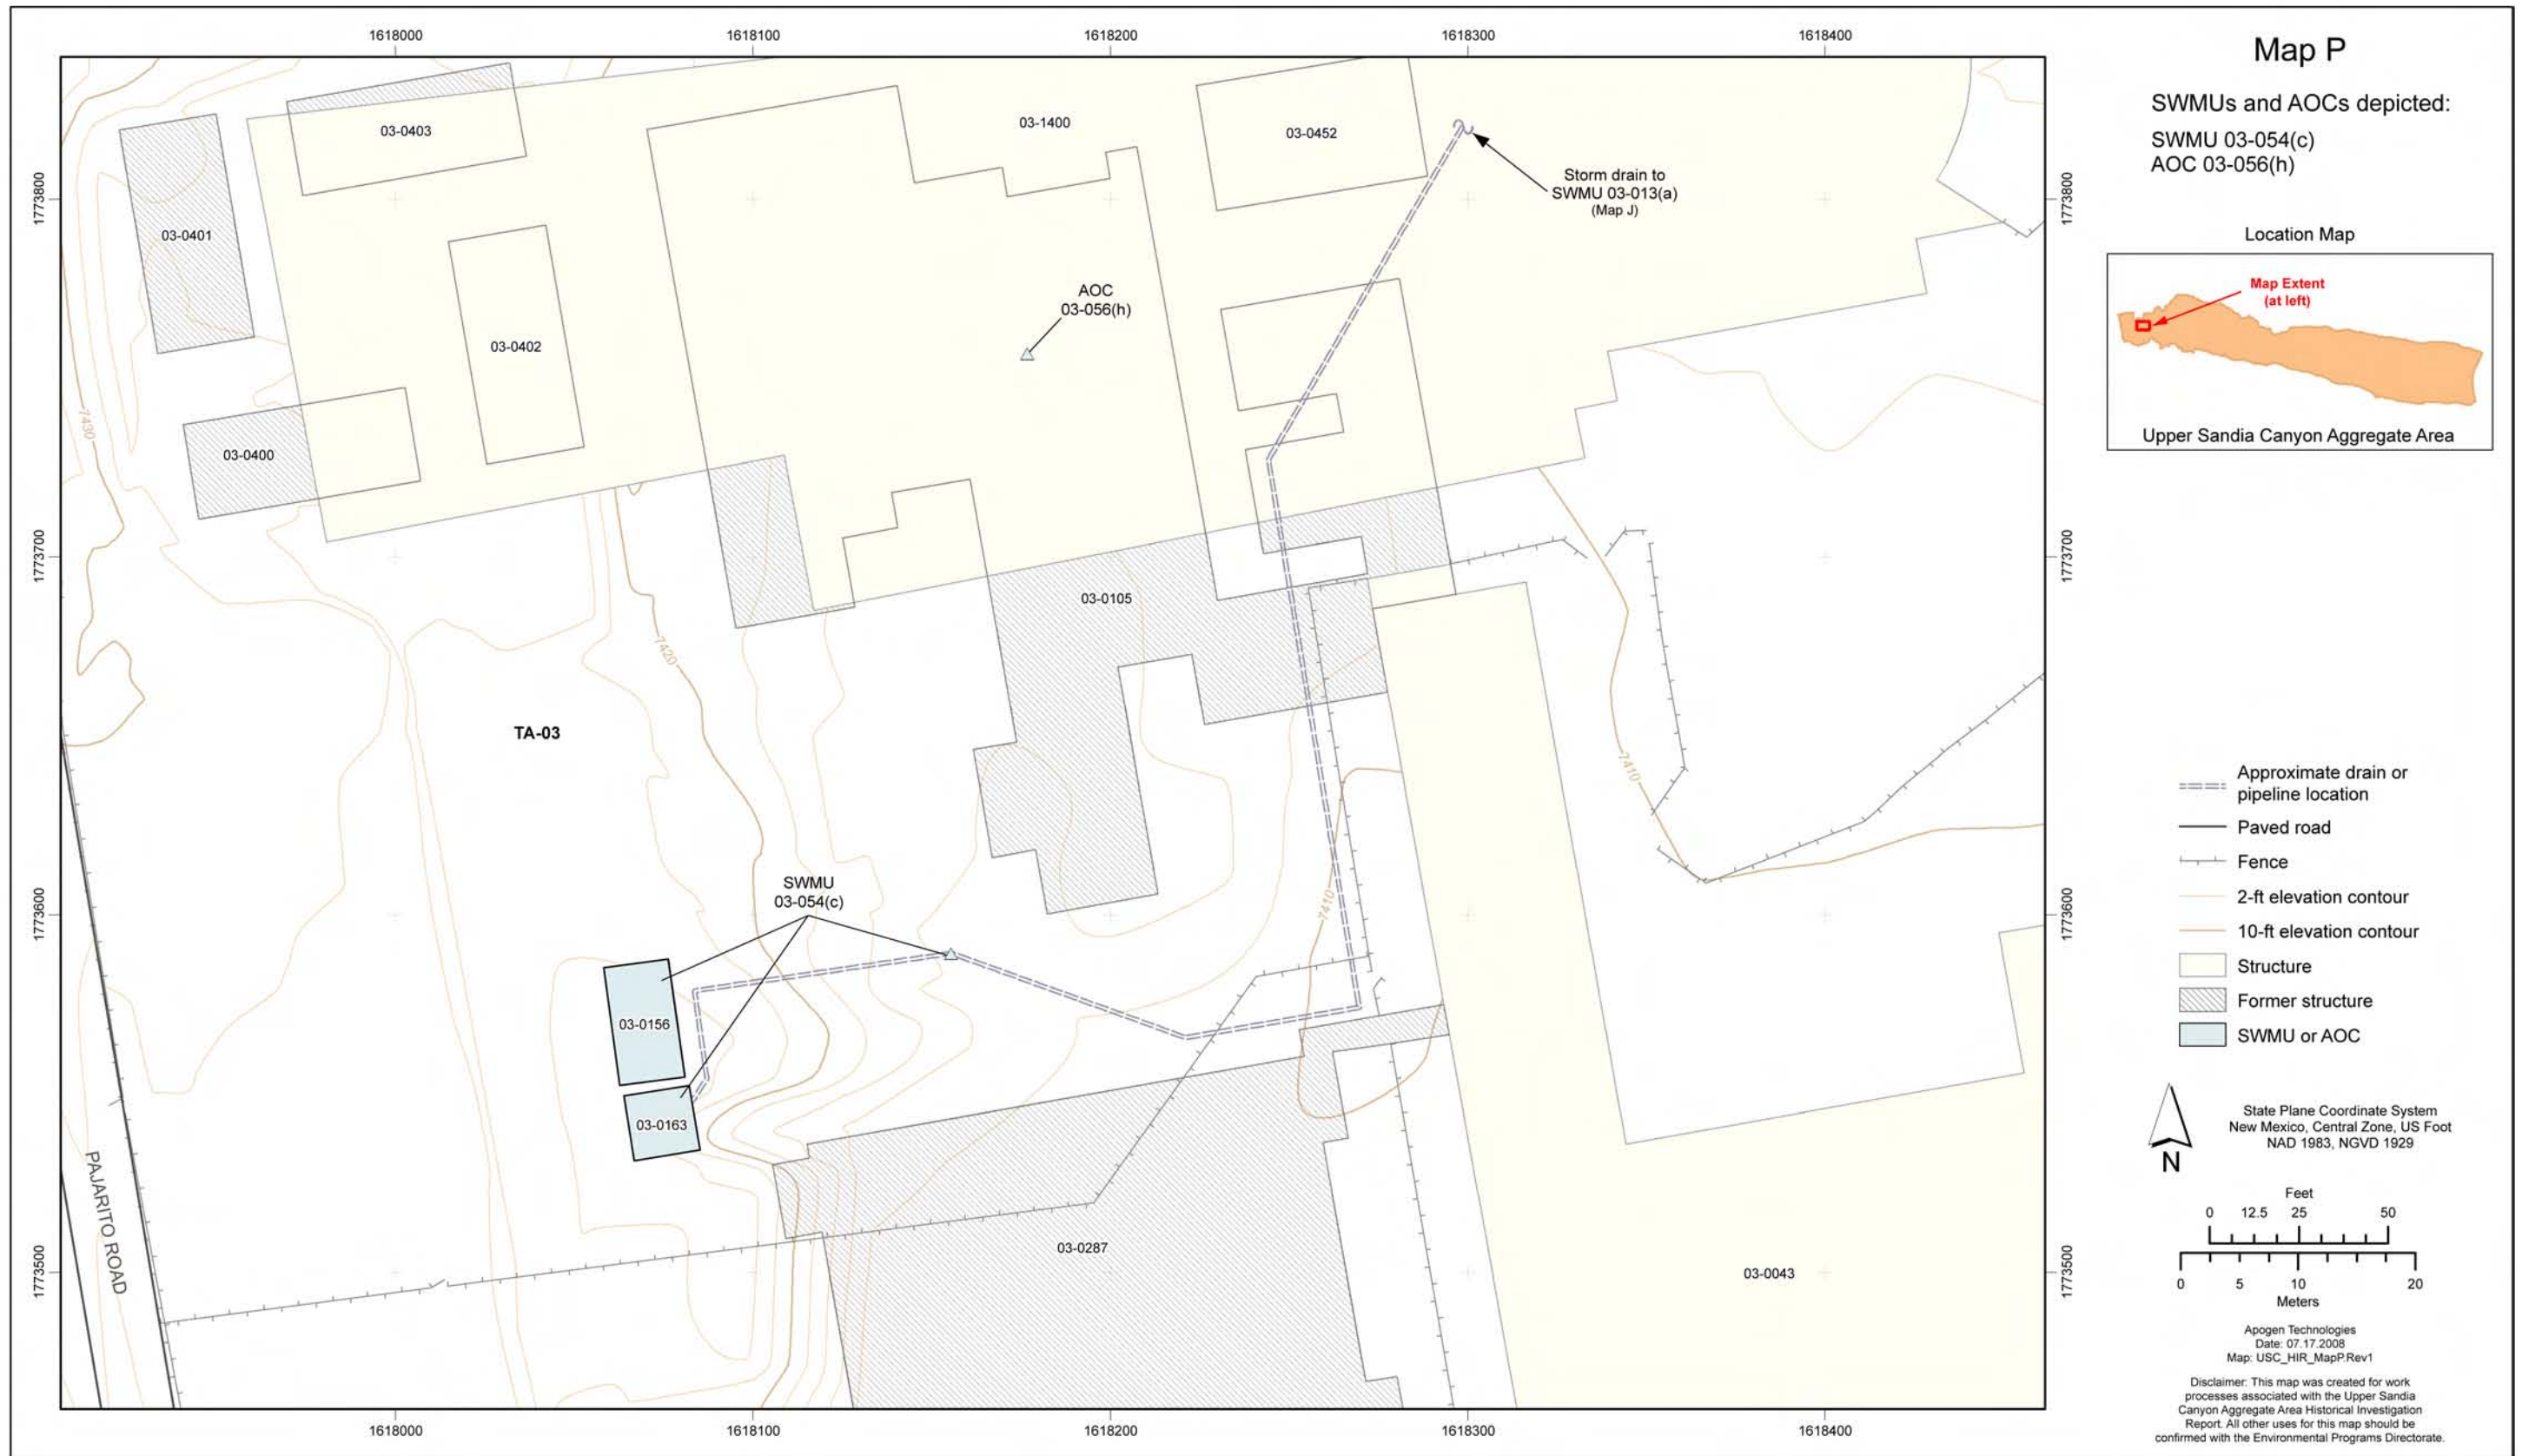 1618000
1618100
1618200
1618300
1618400
1773800
1773700
1773600
1773500
1773800
1773700
1773600
1773500
1618000
1618100
1618200
1618300
1618400
03-0403
03-1400
03-0452
Storm drain to
SWMU 03-013(a)
(Map J)
03-0401
AOC
03-056(h)
03-0402
7430
03-0400
03-0105
7420
TA-03
7410
SWMU
03-054(c)
7410
03-0156
03-0163
PAJARITO ROAD
03-0287
03-0043
Map P
SWMUs and AOCs depicted:
SWMU 03-054(c)
AOC 03-056(h)
Location Map
Map Extent
(at left)
Upper Sandia Canyon Aggregate Area
Approximate drain or
pipeline location
Paved road
Fence
2-ft elevation contour
10-ft elevation contour
Structure
Former structure
SWMU or AOC
N
State Plane Coordinate System
New Mexico, Central Zone, US Foot
NAD 1983, NGVD 1929
Feet
0 12.5 25 50
0 5 10 20
Meters
Apogen Technologies
Date: 07.17.2008
Map: USC_HIR_MapP.Rev1
Disclaimer: This map was created for work
processes associated with the Upper Sandia
Canyon Aggregate Area Historical Investigation
Report. All other uses for this map should be
confirmed with the Environmental Programs Directorate.